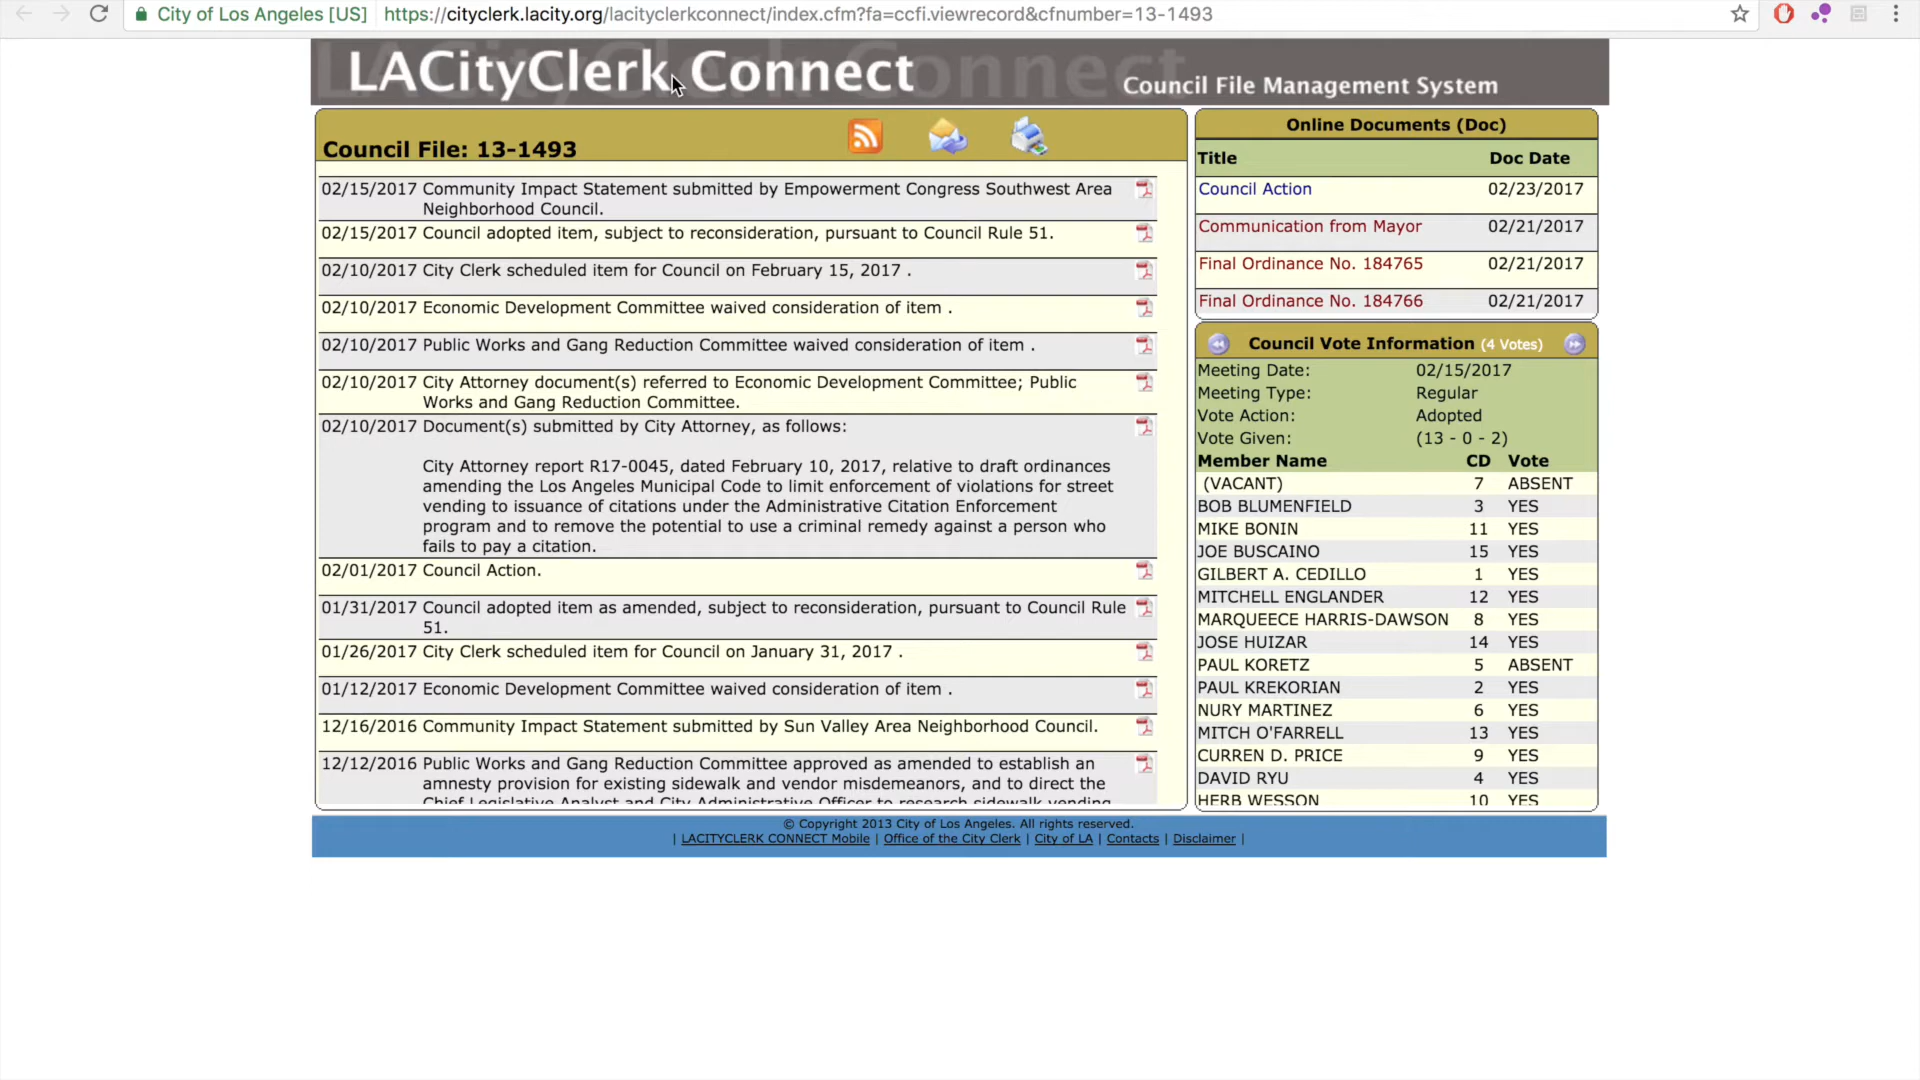 City of Los Angeles [US] https://cityclerk.lacity.org/lacityclerkconnect/index.cfm?fa=ccfi.viewrecord&cfnumber=13-1493
LACityClerk Connect
Council File Management System
Council File: 13-1493
02/15/2017 Community Impact Statement submitted by Empowerment Congress Southwest Area
Neighborhood Council.
02/15/2017 Council adopted item, subject to reconsideration, pursuant to Council Rule 51.
02/10/2017 City Clerk scheduled item for Council on February 15, 2017 .
02/10/2017 Economic Development Committee waived consideration of item .
02/10/2017 Public Works and Gang Reduction Committee waived consideration of item .
02/10/2017 City Attorney document(s) referred to Economic Development Committee; Public
Works and Gang Reduction Committee.
02/10/2017 Document(s) submitted by City Attorney, as follows:
City Attorney report R17-0045, dated February 10, 2017, relative to draft ordinances
amending the Los Angeles Municipal Code to limit enforcement of violations for street
vending to issuance of citations under the Administrative Citation Enforcement
program and to remove the potential to use a criminal remedy against a person who
fails to pay a citation.
02/01/2017 Council Action.
01/31/2017 Council adopted item as amended, subject to reconsideration, pursuant to Council Rule
51.
01/26/2017 City Clerk scheduled item for Council on January 31, 2017 .
01/12/2017 Economic Development Committee waived consideration of item .
12/16/2016 Community Impact Statement submitted by Sun Valley Area Neighborhood Council.
12/12/2016 Public Works and Gang Reduction Committee approved as amended to establish an
amnesty provision for existing sidewalk and vendor misdemeanors, and to direct the
Chief Legislative Analyst and City Administrative Officer to research sidewalk vending
Online Documents (Doc)
Title Doc Date
Council Action 02/23/2017
Communication from Mayor 02/21/2017
Final Ordinance No. 184765 02/21/2017
Final Ordinance No. 184766 02/21/2017
Council Vote Information (4 Votes)
Meeting Date: 02/15/2017
Meeting Type: Regular
Vote Action: Adopted
Vote Given: (13 - 0 - 2)
Member Name CD Vote
(VACANT) 7 ABSENT
BOB BLUMENFIELD 3 YES
MIKE BONIN 11 YES
JOE BUSCAINO 15 YES
GILBERT A. CEDILLO 1 YES
MITCHELL ENGLANDER 12 YES
MARQUEECE HARRIS-DAWSON 8 YES
JOSE HUIZAR 14 YES
PAUL KORETZ 5 ABSENT
PAUL KREKORIAN 2 YES
NURY MARTINEZ 6 YES
MITCH O'FARRELL 13 YES
CURREN D. PRICE 9 YES
DAVID RYU 4 YES
HERB WESSON 10 YES
© Copyright 2013 City of Los Angeles. All rights reserved.
| LACITYCLERK CONNECT Mobile | Office of the City Clerk | City of LA | Contacts | Disclaimer |